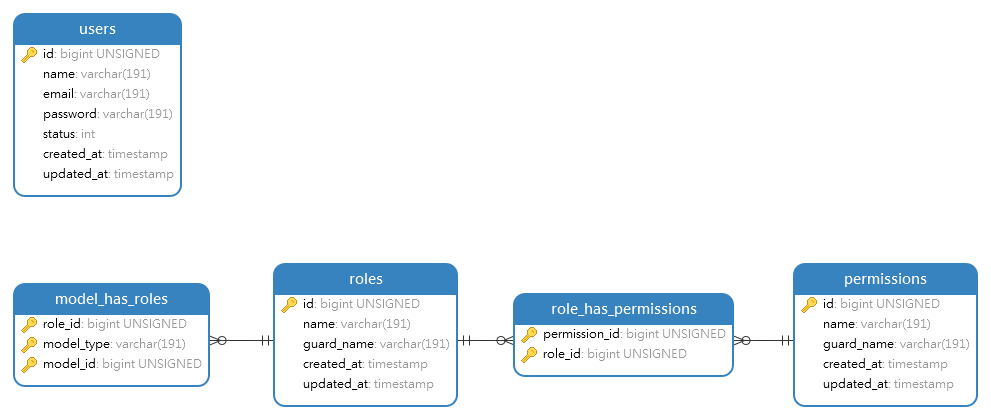 users
id: bigint UNSIGNED
name: varchar(191)
email: varchar(191)
password: varchar(191)
status: int
created_at: timestamp
updated_at: timestamp
model_has_roles
role_id: bigint UNSIGNED
model_type: varchar(191)
model_id: bigint UNSIGNED
roles
id: bigint UNSIGNED
name: varchar(191)
guard_name: varchar(191)
created_at: timestamp
updated_at: timestamp
role_has_permissions
permission_id: bigint UNSIGNED
role_id: bigint UNSIGNED
permissions
id: bigint UNSIGNED
name: varchar(191)
guard_name: varchar(191)
created_at: timestamp
updated_at: timestamp